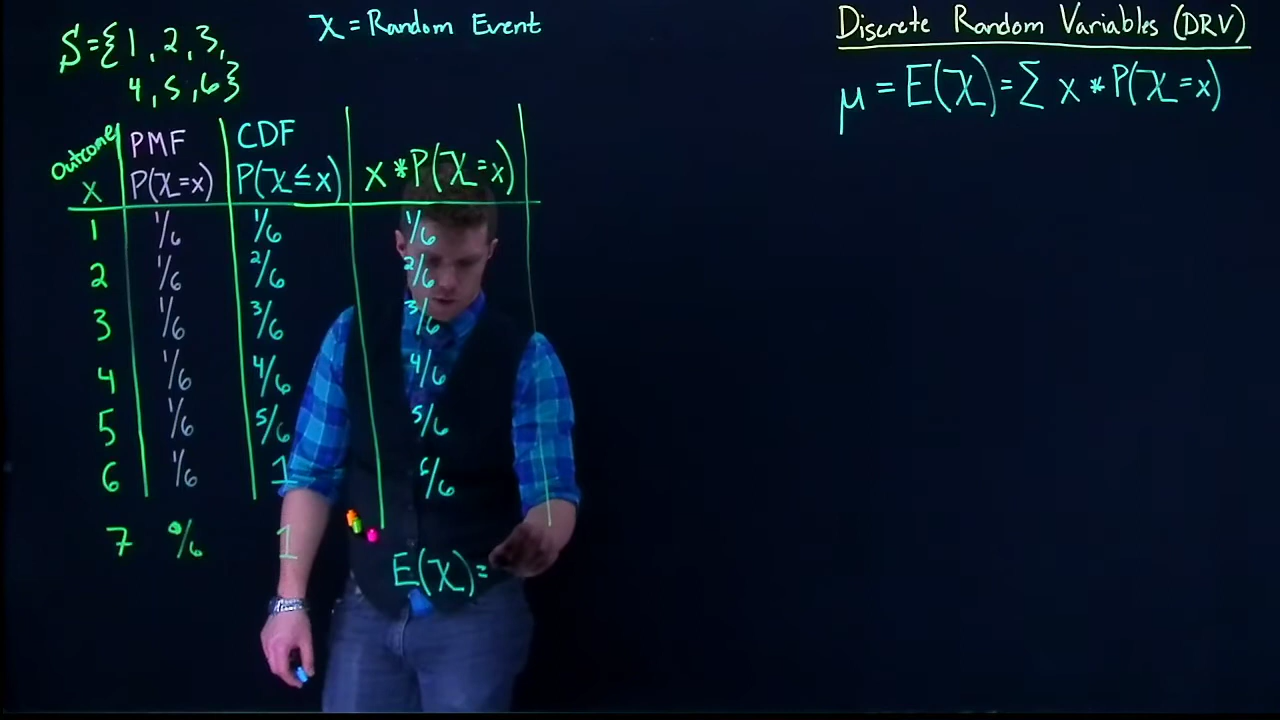 S={1, 2, 3,
4, 5, 6}
X = Random Event
Discrete Random Variables (DRV)
μ = E(X) = Σ x * P(X=x)
Outcome PMF CDF
x P(X=x) P(X≤x) x * P(X=x)
1 1/6 1/6 1/6
2 1/6 2/6 2/6
3 1/6 3/6 3/6
4 1/6 4/6 4/6
5 1/6 5/6 5/6
6 1/6 1 6/6
7 0/6 1
E(X)=